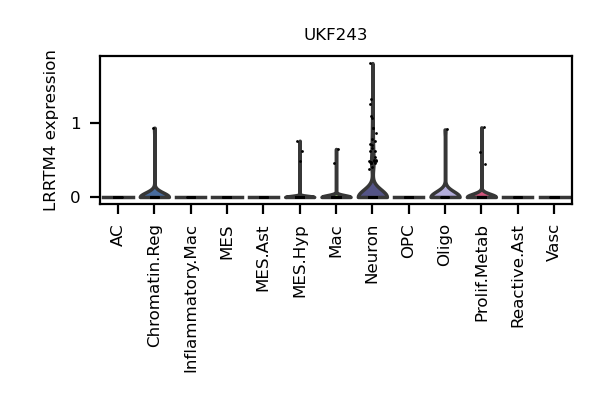 UKF243
LRRTM4 expression
1
0
AC
Chromatin.Reg
Inflammatory.Mac
MES
MES.Ast
MES.Hyp
Mac
Neuron
OPC
Oligo
Prolif.Metab
Reactive.Ast
Vasc